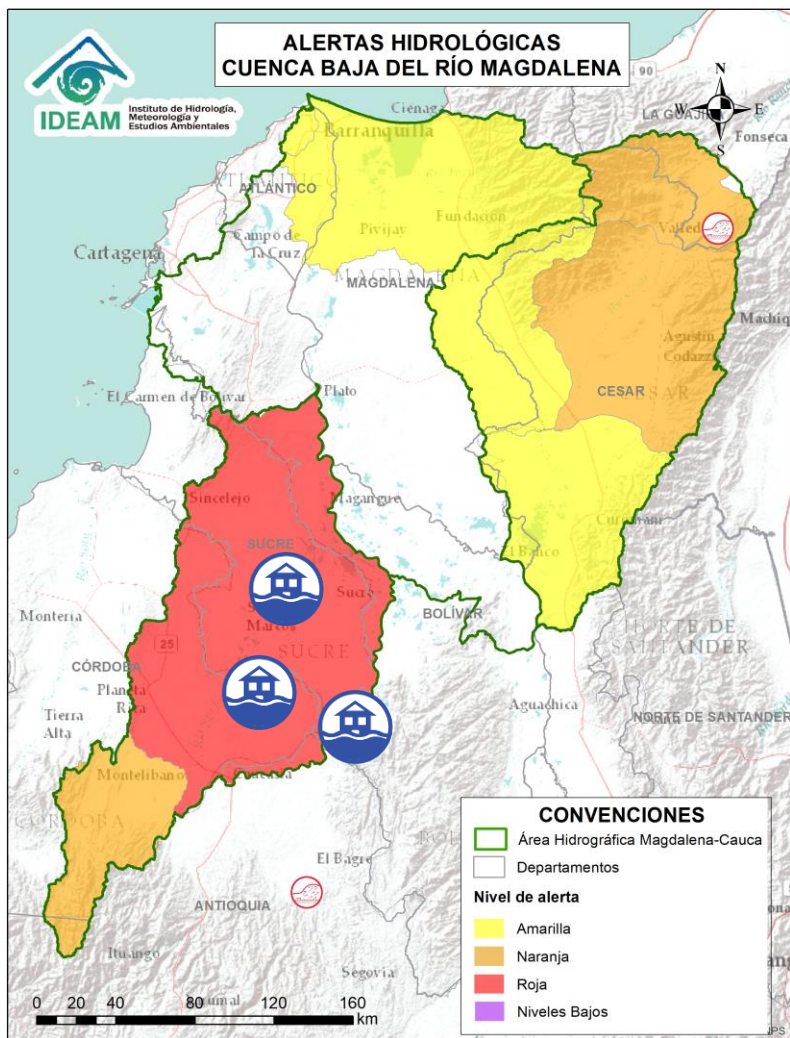 ALERTAS HIDROLÓGICAS
CUENCA BAJA DEL RÍO MAGDALENA
IDEAM
Instituto de Hidrología,
Meteorología y
Estudios Ambientales
N
W E
S
90
Ciénaga
Barranquilla
LA GUAJIRA
Fonseca
ATLÁNTICO
Pivijay
Fundación
Cartagena
Campo de
la Cruz
MAGDALENA
MAGDALENA
Agustín
Codazzi
CESAR
El Carmen de Bolívar
Plato
Sincelejo
Magangue
SUCRE
Sucre
El Banco
BOLÍVAR
Montería
25
Marcos
SUCRE
NORTE DE
SANTANDER
CÓRDOBA
Planeta
Rica
Tierra
Alta
Aguachica
NORTE DE SANTANDER
Montelibano
CÓRDOBA
El Bagre
ANTIOQUIA
Ituango
Segovia
CONVENCIONES
Área Hidrográfica Magdalena-Cauca
Departamentos
Nivel de alerta
Amarilla
Naranja
Roja
Niveles Bajos
0 20 40 80 120 160
km